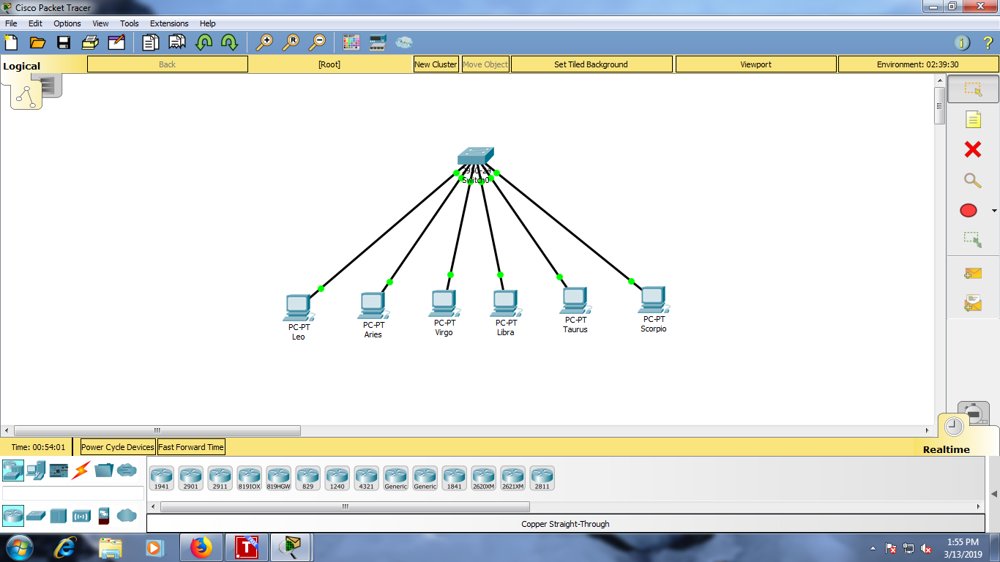 Cisco Packet Tracer
File Edit Options View Tools Extensions Help
Logical
Back
[Root]
New Cluster
Move Object
Set Tiled Background
Viewport
Environment: 02:39:30
Switch0
PC-PT
Leo
PC-PT
Aries
PC-PT
Virgo
PC-PT
Libra
PC-PT
Taurus
PC-PT
Scorpio
Time: 00:54:01
Power Cycle Devices
Fast Forward Time
Realtime
1941 2901 2911 819IOX 819HGW 829 1240 4321 Generic Generic 1841 2620XM 2621XM 2811
Copper Straight-Through
1:55 PM
3/13/2019